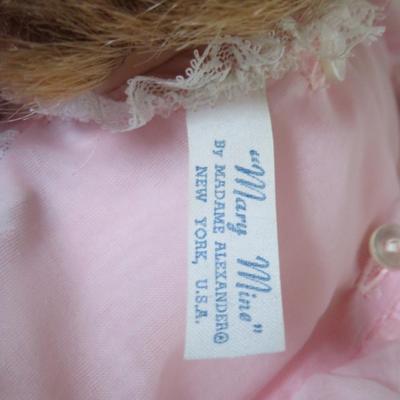 "Mary Mine"
By MADAME ALEXANDER®
NEW YORK, U.S.A.